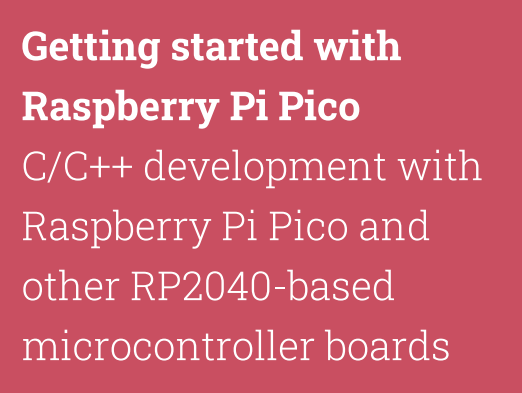 Getting started with
Raspberry Pi Pico
C/C++ development with
Raspberry Pi Pico and
other RP2040-based
microcontroller boards